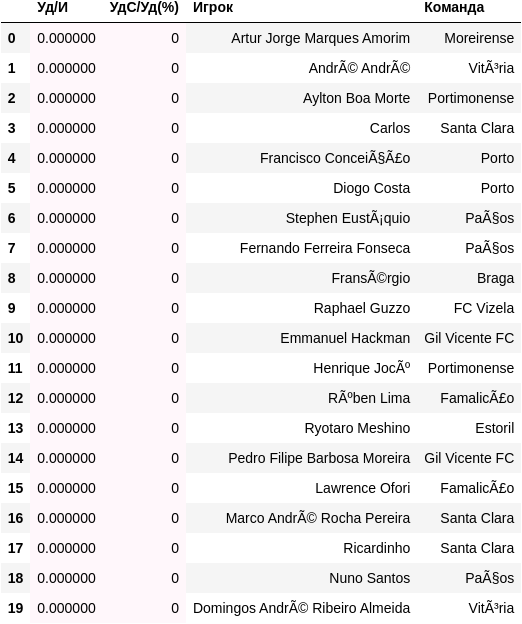 Уд/И УдС/Уд(%) Игрок Команда
0 0.000000 0 Artur Jorge Marques Amorim Moreirense
1 0.000000 0 AndrÃ© AndrÃ© VitÃ³ria
2 0.000000 0 Aylton Boa Morte Portimonense
3 0.000000 0 Carlos Santa Clara
4 0.000000 0 Francisco ConceiÃ§Ã£o Porto
5 0.000000 0 Diogo Costa Porto
6 0.000000 0 Stephen EustÃ¡quio PaÃ§os
7 0.000000 0 Fernando Ferreira Fonseca PaÃ§os
8 0.000000 0 FransÃ©rgio Braga
9 0.000000 0 Raphael Guzzo FC Vizela
10 0.000000 0 Emmanuel Hackman Gil Vicente FC
11 0.000000 0 Henrique JocÃº Portimonense
12 0.000000 0 RÃºben Lima FamalicÃ£o
13 0.000000 0 Ryotaro Meshino Estoril
14 0.000000 0 Pedro Filipe Barbosa Moreira Gil Vicente FC
15 0.000000 0 Lawrence Ofori FamalicÃ£o
16 0.000000 0 Marco AndrÃ© Rocha Pereira Santa Clara
17 0.000000 0 Ricardinho Santa Clara
18 0.000000 0 Nuno Santos PaÃ§os
19 0.000000 0 Domingos AndrÃ© Ribeiro Almeida VitÃ³ria